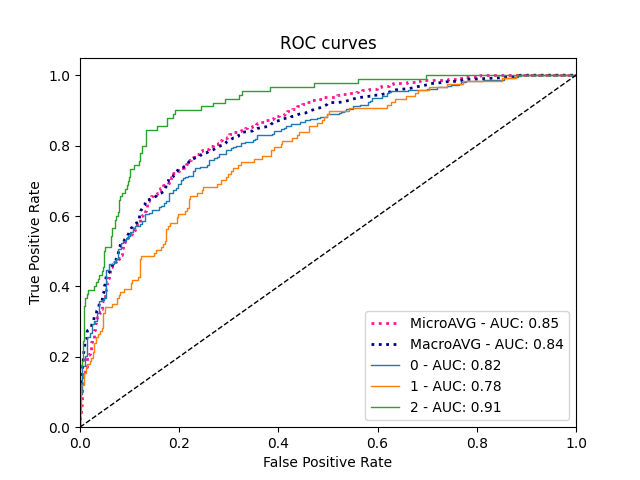 ROC curves
True Positive Rate
1.0
0.8
0.6
0.4
0.2
0.0
MicroAVG - AUC: 0.85
MacroAVG - AUC: 0.84
0 - AUC: 0.82
1 - AUC: 0.78
2 - AUC: 0.91
0.0 0.2 0.4 0.6 0.8 1.0
False Positive Rate